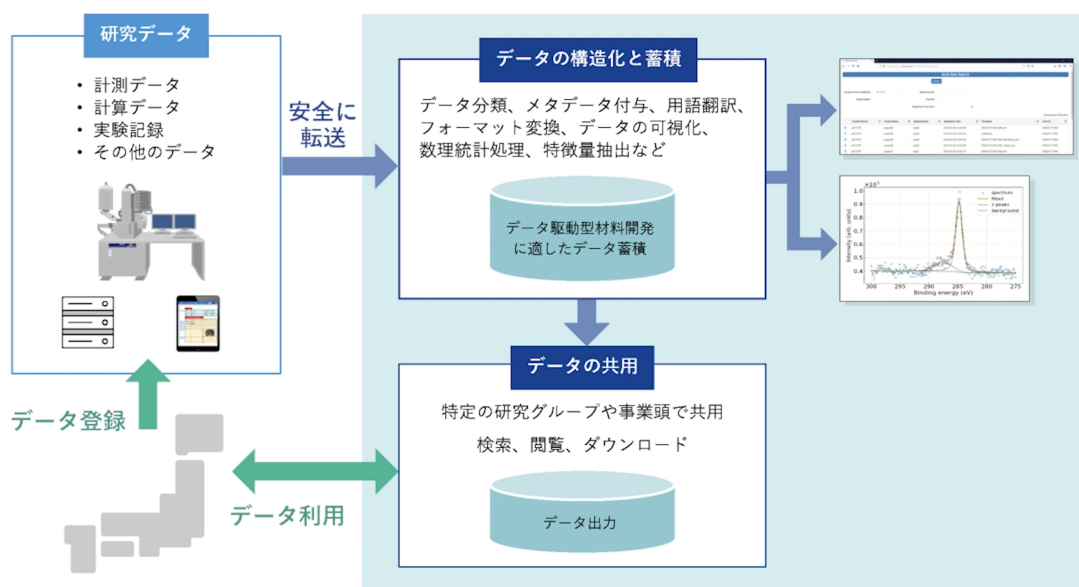 研究データ
・ 計測データ
・ 計算データ
・ 実験記録
・ その他のデータ
安全に
転送
データの構造化と蓄積
データ分類、メタデータ付与、用語翻訳、
フォーマット変換、データの可視化、
数理統計処理、特徴量抽出など
データ駆動型材料開発
に適したデータ蓄積
×10⁷
1.0
0.9
0.8
0.7
0.6
0.5
0.4
Intensity (arb. units)
spectrum
fitted
2 peaks
background
300 295 290 285 280 275
Binding energy (eV)
データの共用
特定の研究グループや事業頭で共用
検索、閲覧、ダウンロード
データ出力
データ登録
データ利用